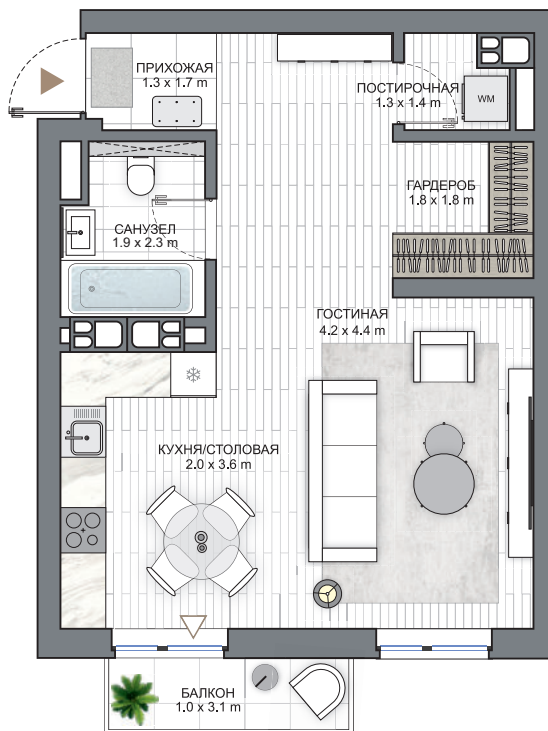 ПРИХОЖАЯ
1.3 x 1.7 м
ПОСТИРОЧНАЯ
1.3 x 1.4 м
WM
ГАРДЕРОБ
1.8 x 1.8 м
САНУЗЕЛ
1.9 x 2.3 м
ГОСТИНАЯ
4.2 x 4.4 м
КУХНЯ/СТОЛОВАЯ
2.0 x 3.6 м
БАЛКОН
1.0 x 3.1 м